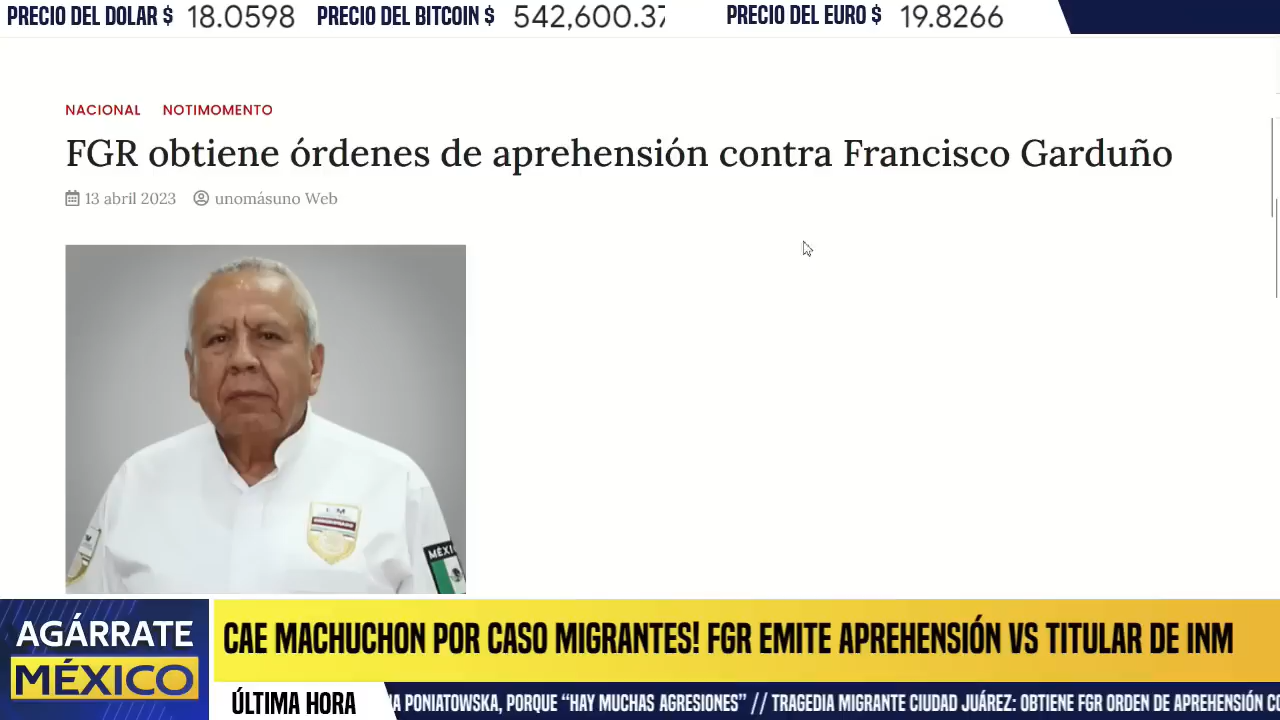 PRECIO DEL DOLAR $ 18.0598 PRECIO DEL BITCOIN $ 542,600.37 PRECIO DEL EURO $ 19.8266
NACIONAL NOTIMOMENTO
FGR obtiene órdenes de aprehensión contra Francisco Garduño
13 abril 2023 unomásuno Web
MÉXI
AGÁRRATE
MÉXICO
CAE MACHUCHON POR CASO MIGRANTES! FGR EMITE APREHENSIÓN VS TITULAR DE INM
ÚLTIMA HORA
A PONIATOWSKA, PORQUE “HAY MUCHAS AGRESIONES” // TRAGEDIA MIGRANTE CIUDAD JUÁREZ: OBTIENE FGR ORDEN DE APREHENSIÓN CO